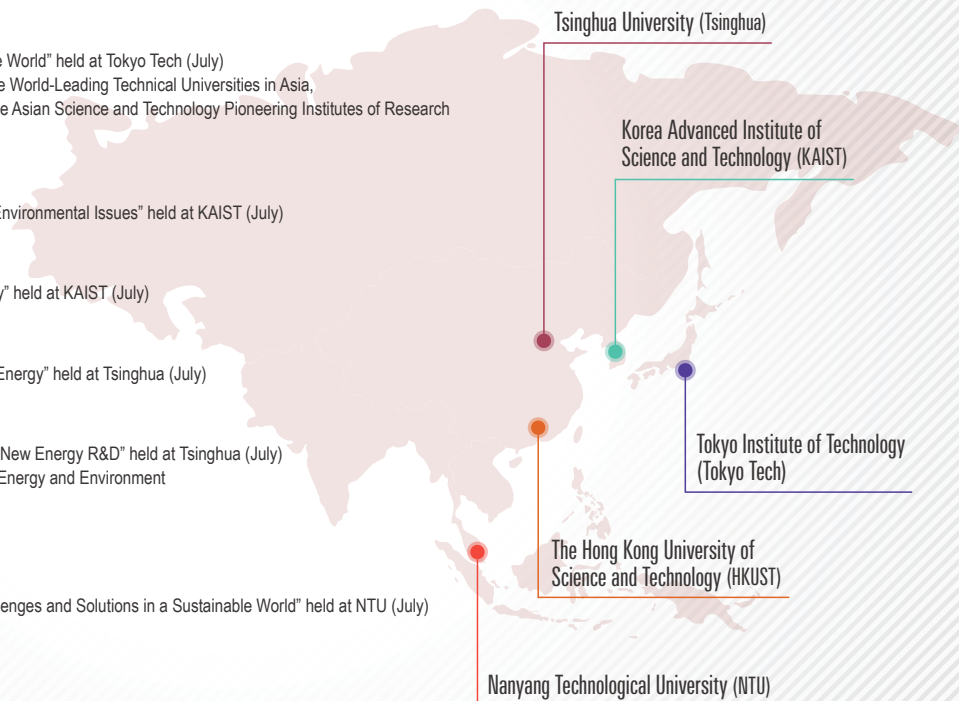 e World” held at Tokyo Tech (July)
e World-Leading Technical Universities in Asia,
e Asian Science and Technology Pioneering Institutes of Research
Environmental Issues” held at KAIST (July)
y” held at KAIST (July)
Energy” held at Tsinghua (July)
New Energy R&D” held at Tsinghua (July)
Energy and Environment
enges and Solutions in a Sustainable World” held at NTU (July)
Tsinghua University (Tsinghua)
Korea Advanced Institute of
Science and Technology (KAIST)
Tokyo Institute of Technology
(Tokyo Tech)
The Hong Kong University of
Science and Technology (HKUST)
Nanyang Technological University (NTU)